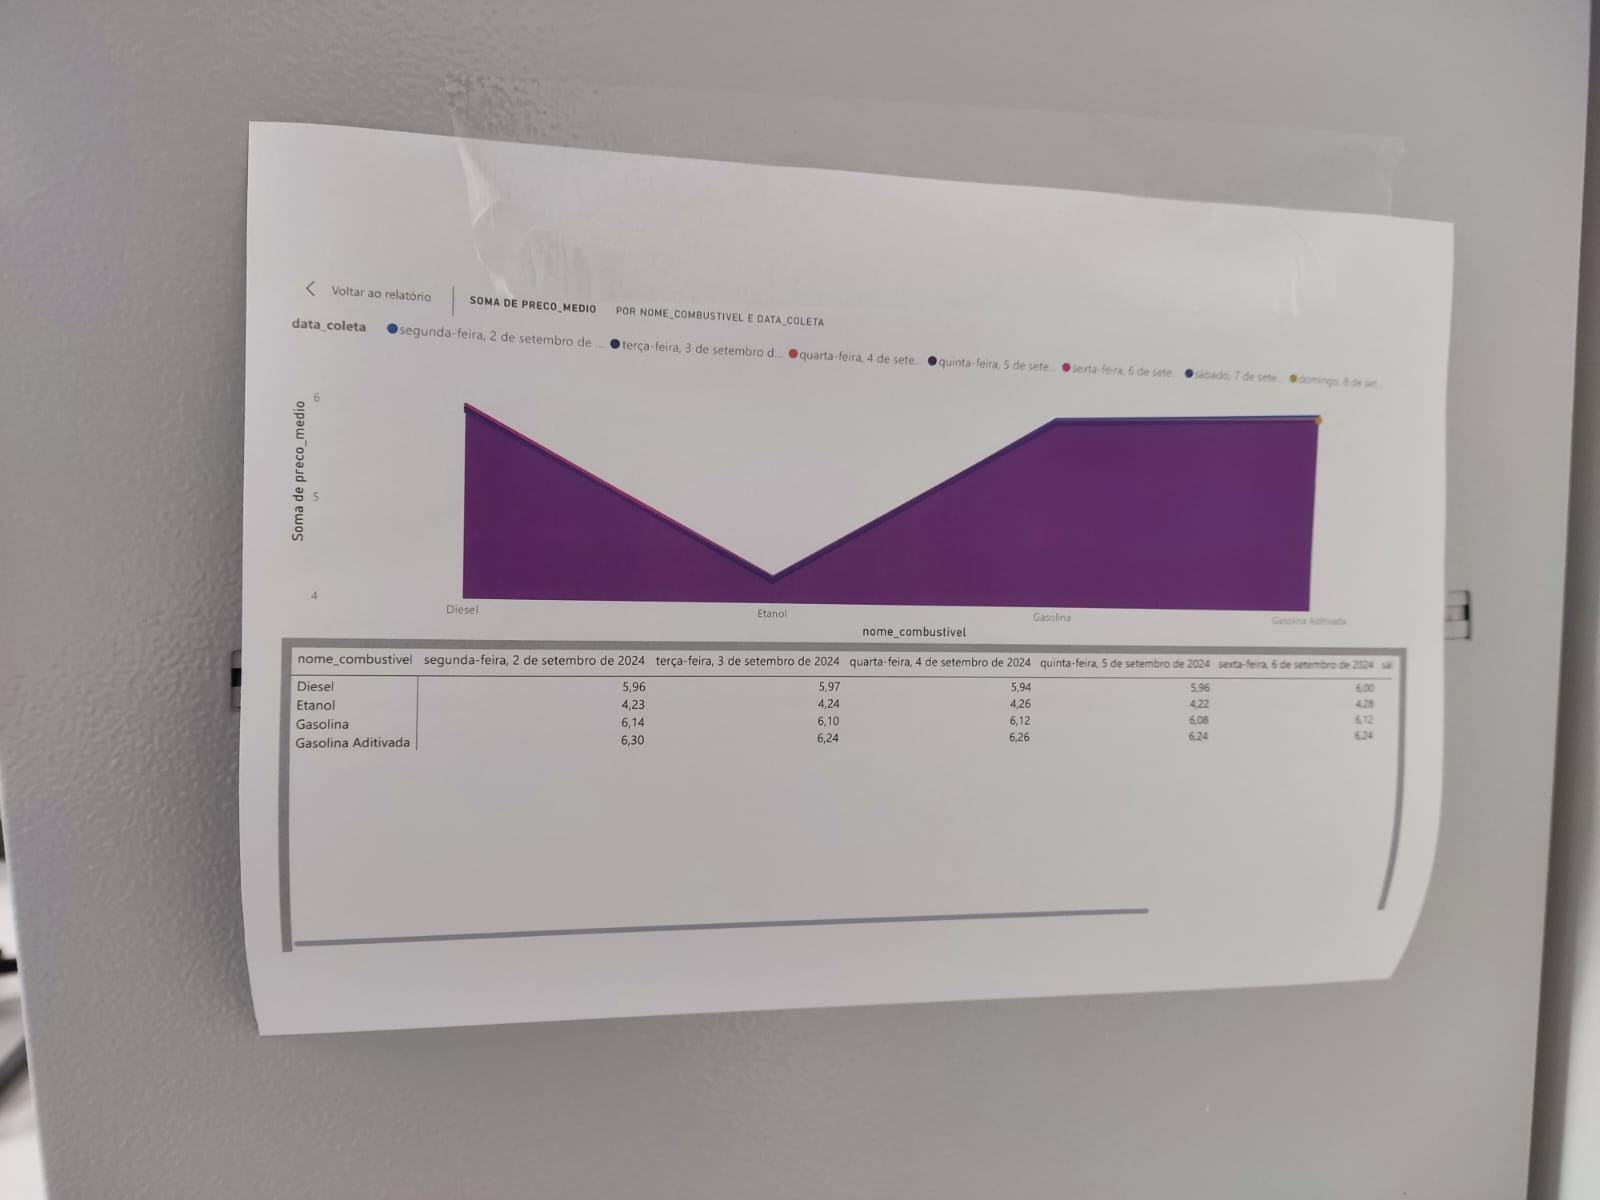 Voltar ao relatório SOMA DE PRECO_MEDIO POR NOME_COMBUSTIVEL E DATA_COLETA
data_coleta segunda-feira, 2 de setembro de ... terça-feira, 3 de setembro d... quarta-feira, 4 de sete... quinta-feira, 5 de sete... sexta-feira, 6 de sete... sábado, 7 de sete... domingo, 8 de set...
Soma de preco_medio
6
5
4
Diesel Etanol Gasolina Gasolina Aditivada
nome_combustivel
nome_combustivel segunda-feira, 2 de setembro de 2024 terça-feira, 3 de setembro de 2024 quarta-feira, 4 de setembro de 2024 quinta-feira, 5 de setembro de 2024 sexta-feira, 6 de setembro de 2024
Diesel 5,96 5,97 5,94 5,96 6,00
Etanol 4,23 4,24 4,26 4,22 4,28
Gasolina 6,14 6,10 6,12 6,08 6,12
Gasolina Aditivada 6,30 6,24 6,26 6,24 6,24